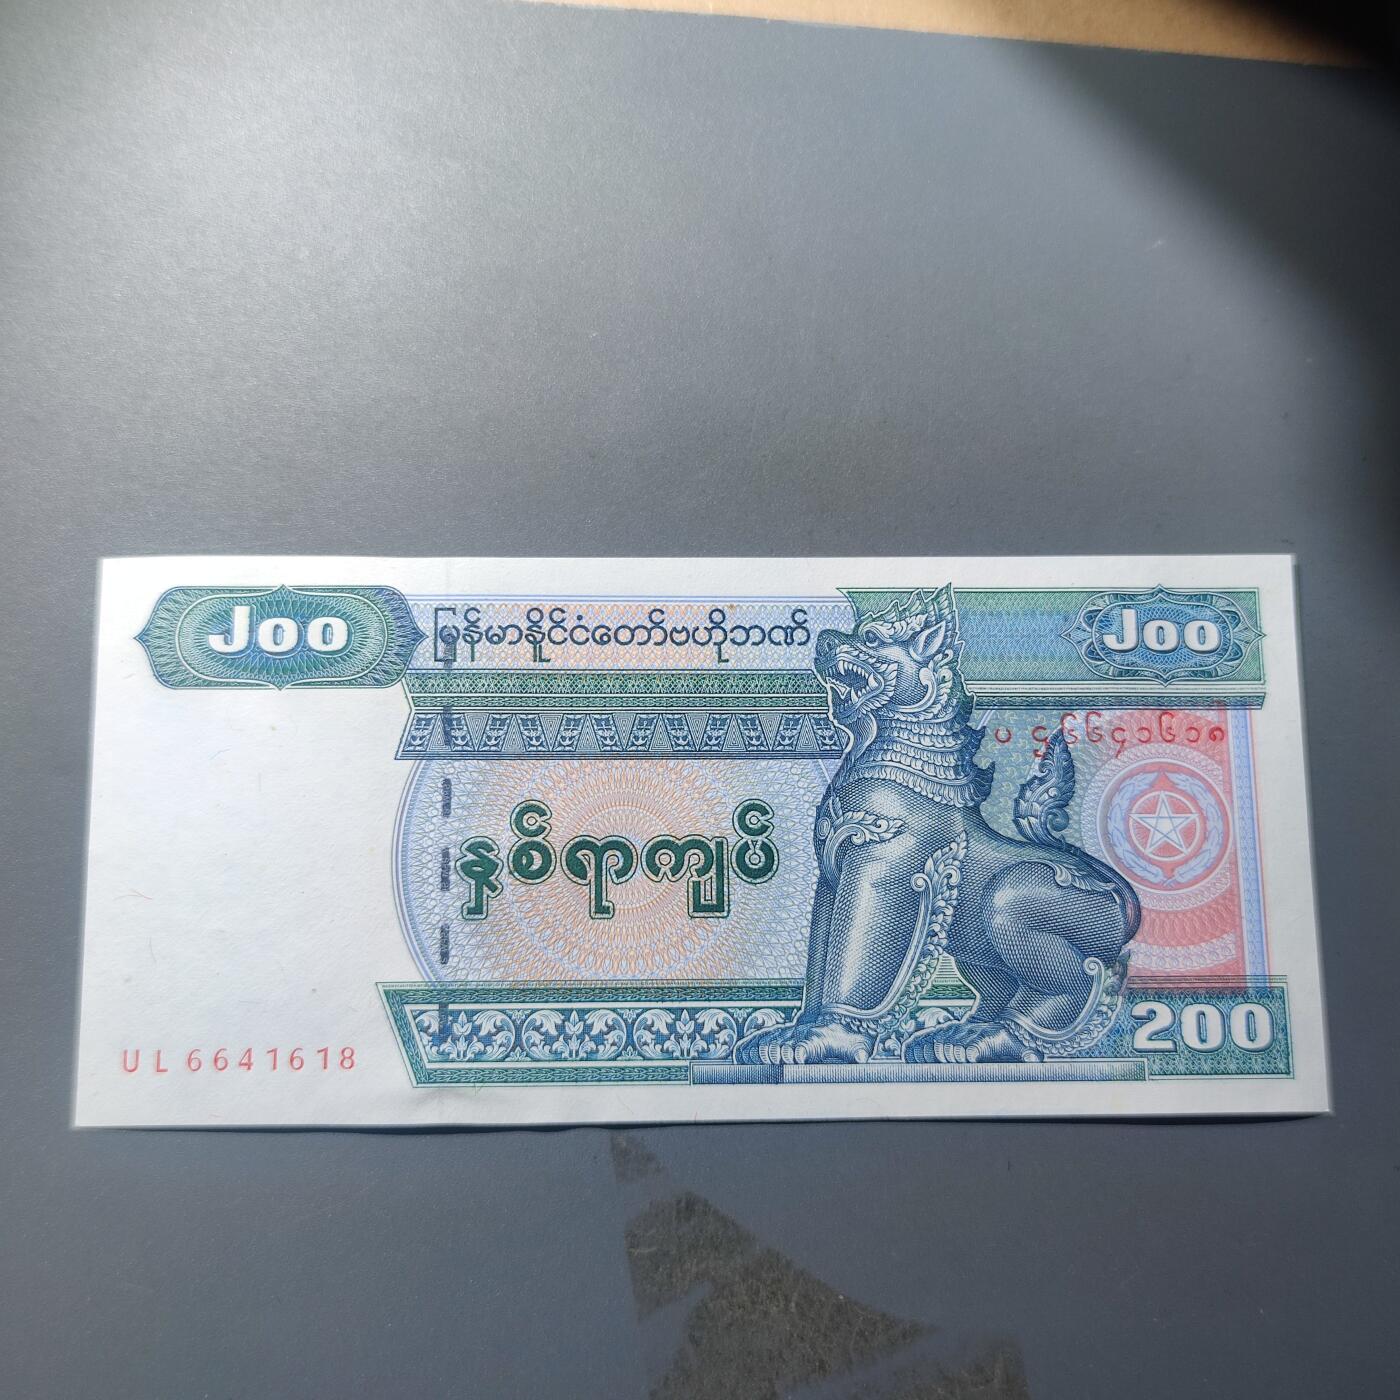 ၂၀၀
မြန်မာနိုင်ငံတော်ဗဟိုဘဏ်
၂၀၀
ပ ဌ ၆၆၄၁၆၁၈
နှစ်ရာကျပ်
UL 6641618
200